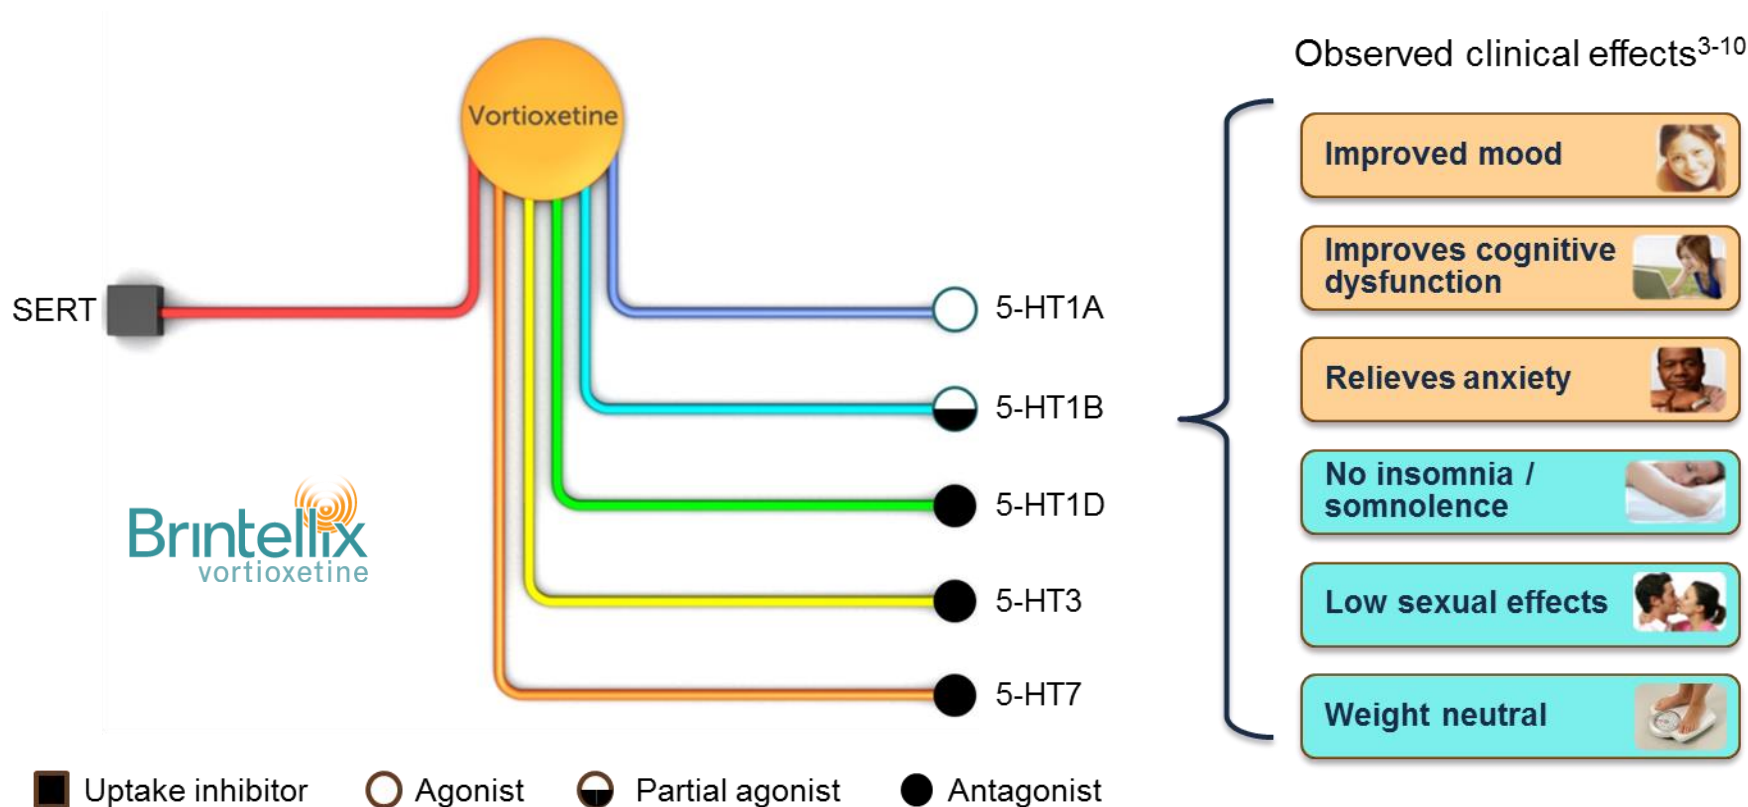 Observed clinical effects3-10
Vortioxetine
Improved mood
Improves cognitive
dysfunction
SERT
5-HT1A
Relieves anxiety
5-HT1B
No insomnia /
somnolence
5-HT1D
Brintellix
vortioxetine
5-HT3
Low sexual effects
5-HT7
Weight neutral
Uptake inhibitor
Agonist
Partial agonist
Antagonist